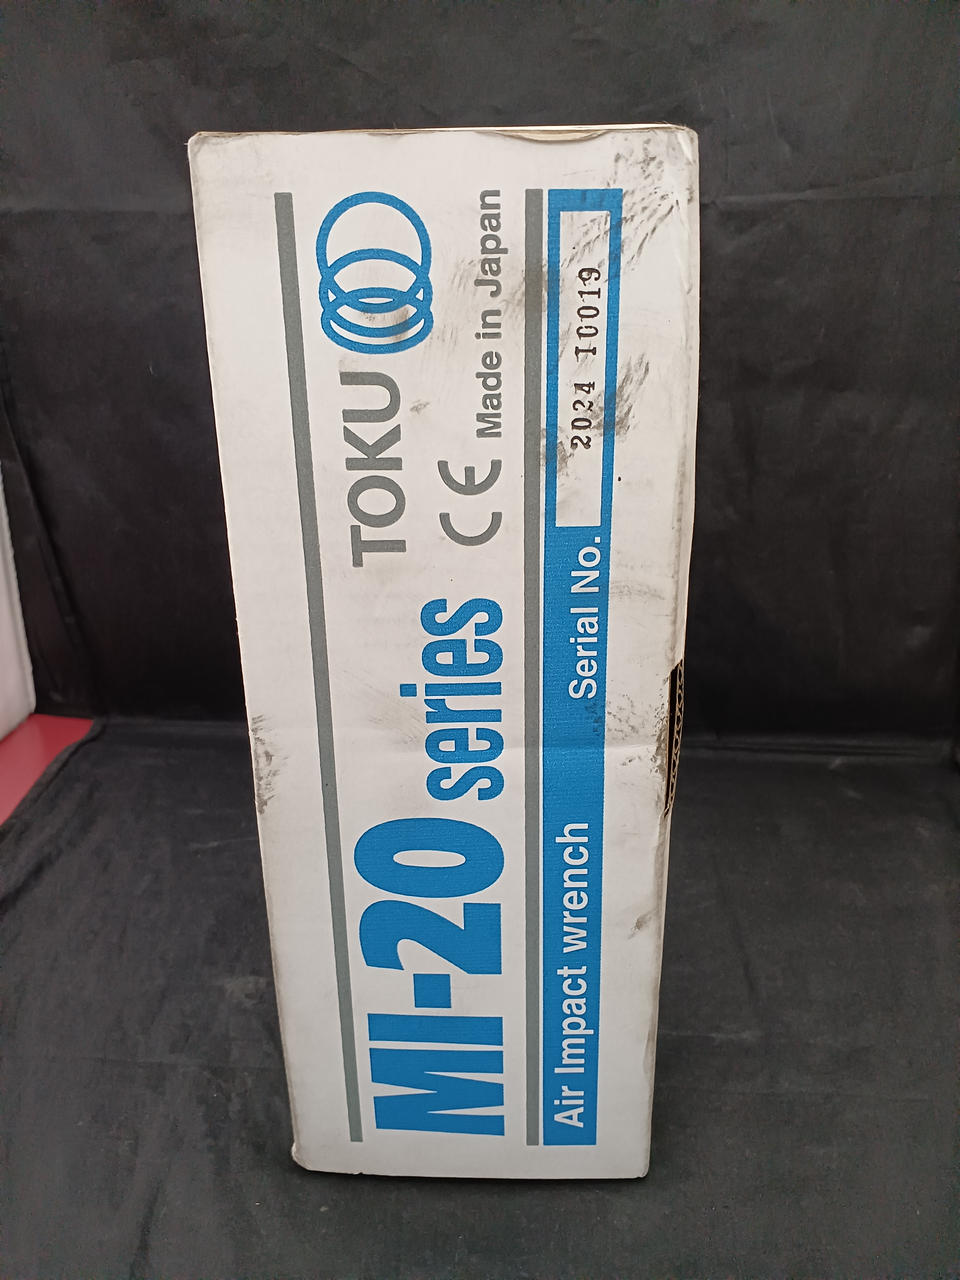 TOKU
MI-20 series
CE Made in Japan
Air Impact wrench Serial No. 2024 10019